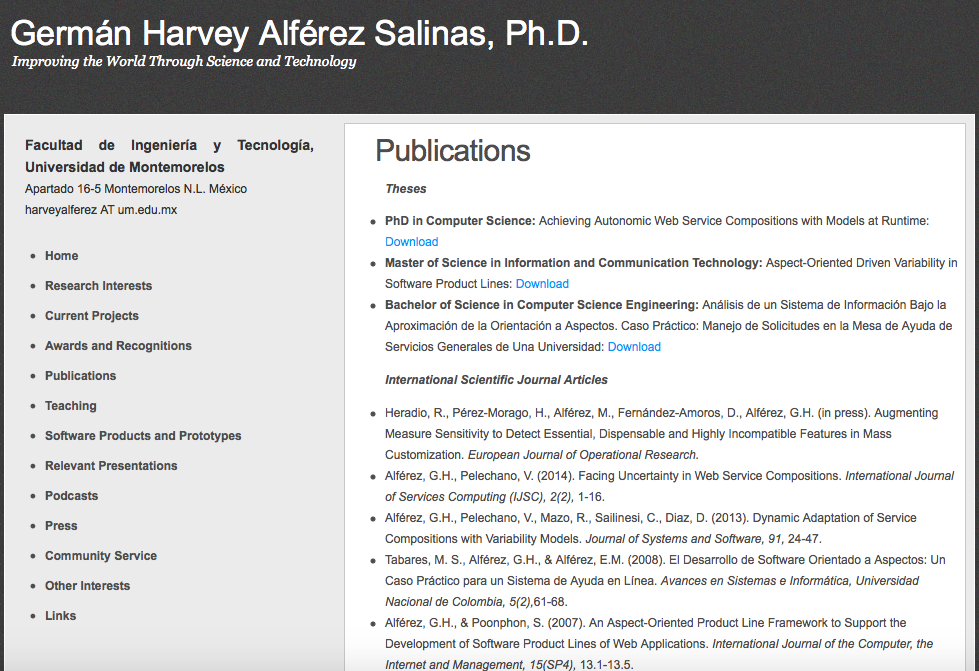 Germán Harvey Alférez Salinas, Ph.D.
Improving the World Through Science and Technology
Facultad de Ingeniería y Tecnología,
Universidad de Montemorelos
Apartado 16-5 Montemorelos N.L. México
harveyalferez AT um.edu.mx
Home
Research Interests
Current Projects
Awards and Recognitions
Publications
Teaching
Software Products and Prototypes
Relevant Presentations
Podcasts
Press
Community Service
Other Interests
Links
Publications
Theses
PhD in Computer Science: Achieving Autonomic Web Service Compositions with Models at Runtime:
Download
Master of Science in Information and Communication Technology: Aspect-Oriented Driven Variability in
Software Product Lines: Download
Bachelor of Science in Computer Science Engineering: Análisis de un Sistema de Información Bajo la
Aproximación de la Orientación a Aspectos. Caso Práctico: Manejo de Solicitudes en la Mesa de Ayuda de
Servicios Generales de Una Universidad: Download
International Scientific Journal Articles
Heradio, R., Pérez-Morago, H., Alférez, M., Fernández-Amoros, D., Alférez, G.H. (in press). Augmenting
Measure Sensitivity to Detect Essential, Dispensable and Highly Incompatible Features in Mass
Customization. European Journal of Operational Research.
Alférez, G.H., Pelechano, V. (2014). Facing Uncertainty in Web Service Compositions. International Journal
of Services Computing (IJSC), 2(2), 1-16.
Alférez, G.H., Pelechano, V., Mazo, R., Sailinesi, C., Diaz, D. (2013). Dynamic Adaptation of Service
Compositions with Variability Models. Journal of Systems and Software, 91, 24-47.
Tabares, M. S., Alférez, G.H., & Alférez, E.M. (2008). El Desarrollo de Software Orientado a Aspectos: Un
Caso Práctico para un Sistema de Ayuda en Línea. Avances en Sistemas e Informática, Universidad
Nacional de Colombia, 5(2),61-68.
Alférez, G.H., & Poonphon, S. (2007). An Aspect-Oriented Product Line Framework to Support the
Development of Software Product Lines of Web Applications. International Journal of the Computer, the
Internet and Management, 15(SP4), 13.1-13.5.